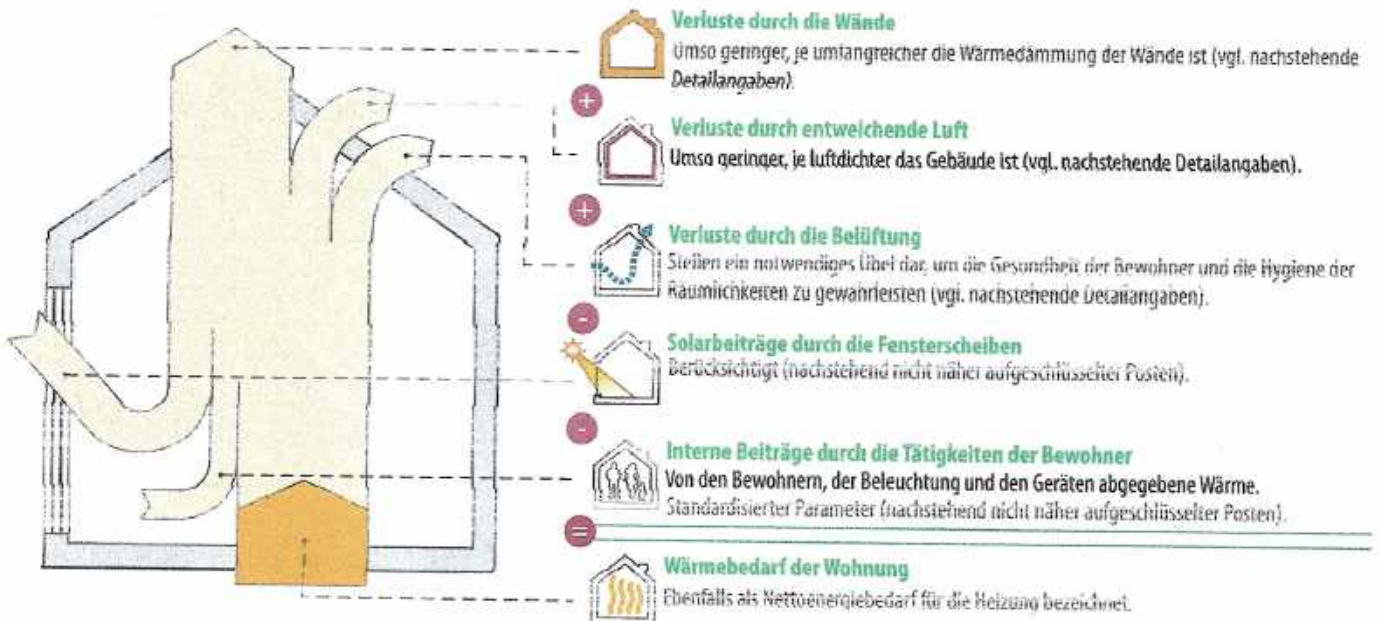 Verluste durch die Wände
Umso geringer, je umfangreicher die Wärmedämmung der Wände ist (vgl. nachstehende
Detailangaben).
+
Verluste durch entweichende Luft
Umso geringer, je luftdichter das Gebäude ist (vgl. nachstehende Detailangaben).
+
Verluste durch die Belüftung
Stellen ein notwendiges Übel dar, um die Gesundheit der Bewohner und die Hygiene der
Räumlichkeiten zu gewährleisten (vgl. nachstehende Detailangaben).
-
Solarbeiträge durch die Fensterscheiben
Berücksichtigt (nachstehend nicht näher aufgeschlüsselter Posten).
-
Interne Beiträge durch die Tätigkeiten der Bewohner
Von den Bewohnern, der Beleuchtung und den Geräten abgegebene Wärme.
Standardisierter Parameter (nachstehend nicht näher aufgeschlüsselter Posten).
=
Wärmebedarf der Wohnung
Ebenfalls als Nettoenergiebedarf für die Heizung bezeichnet.